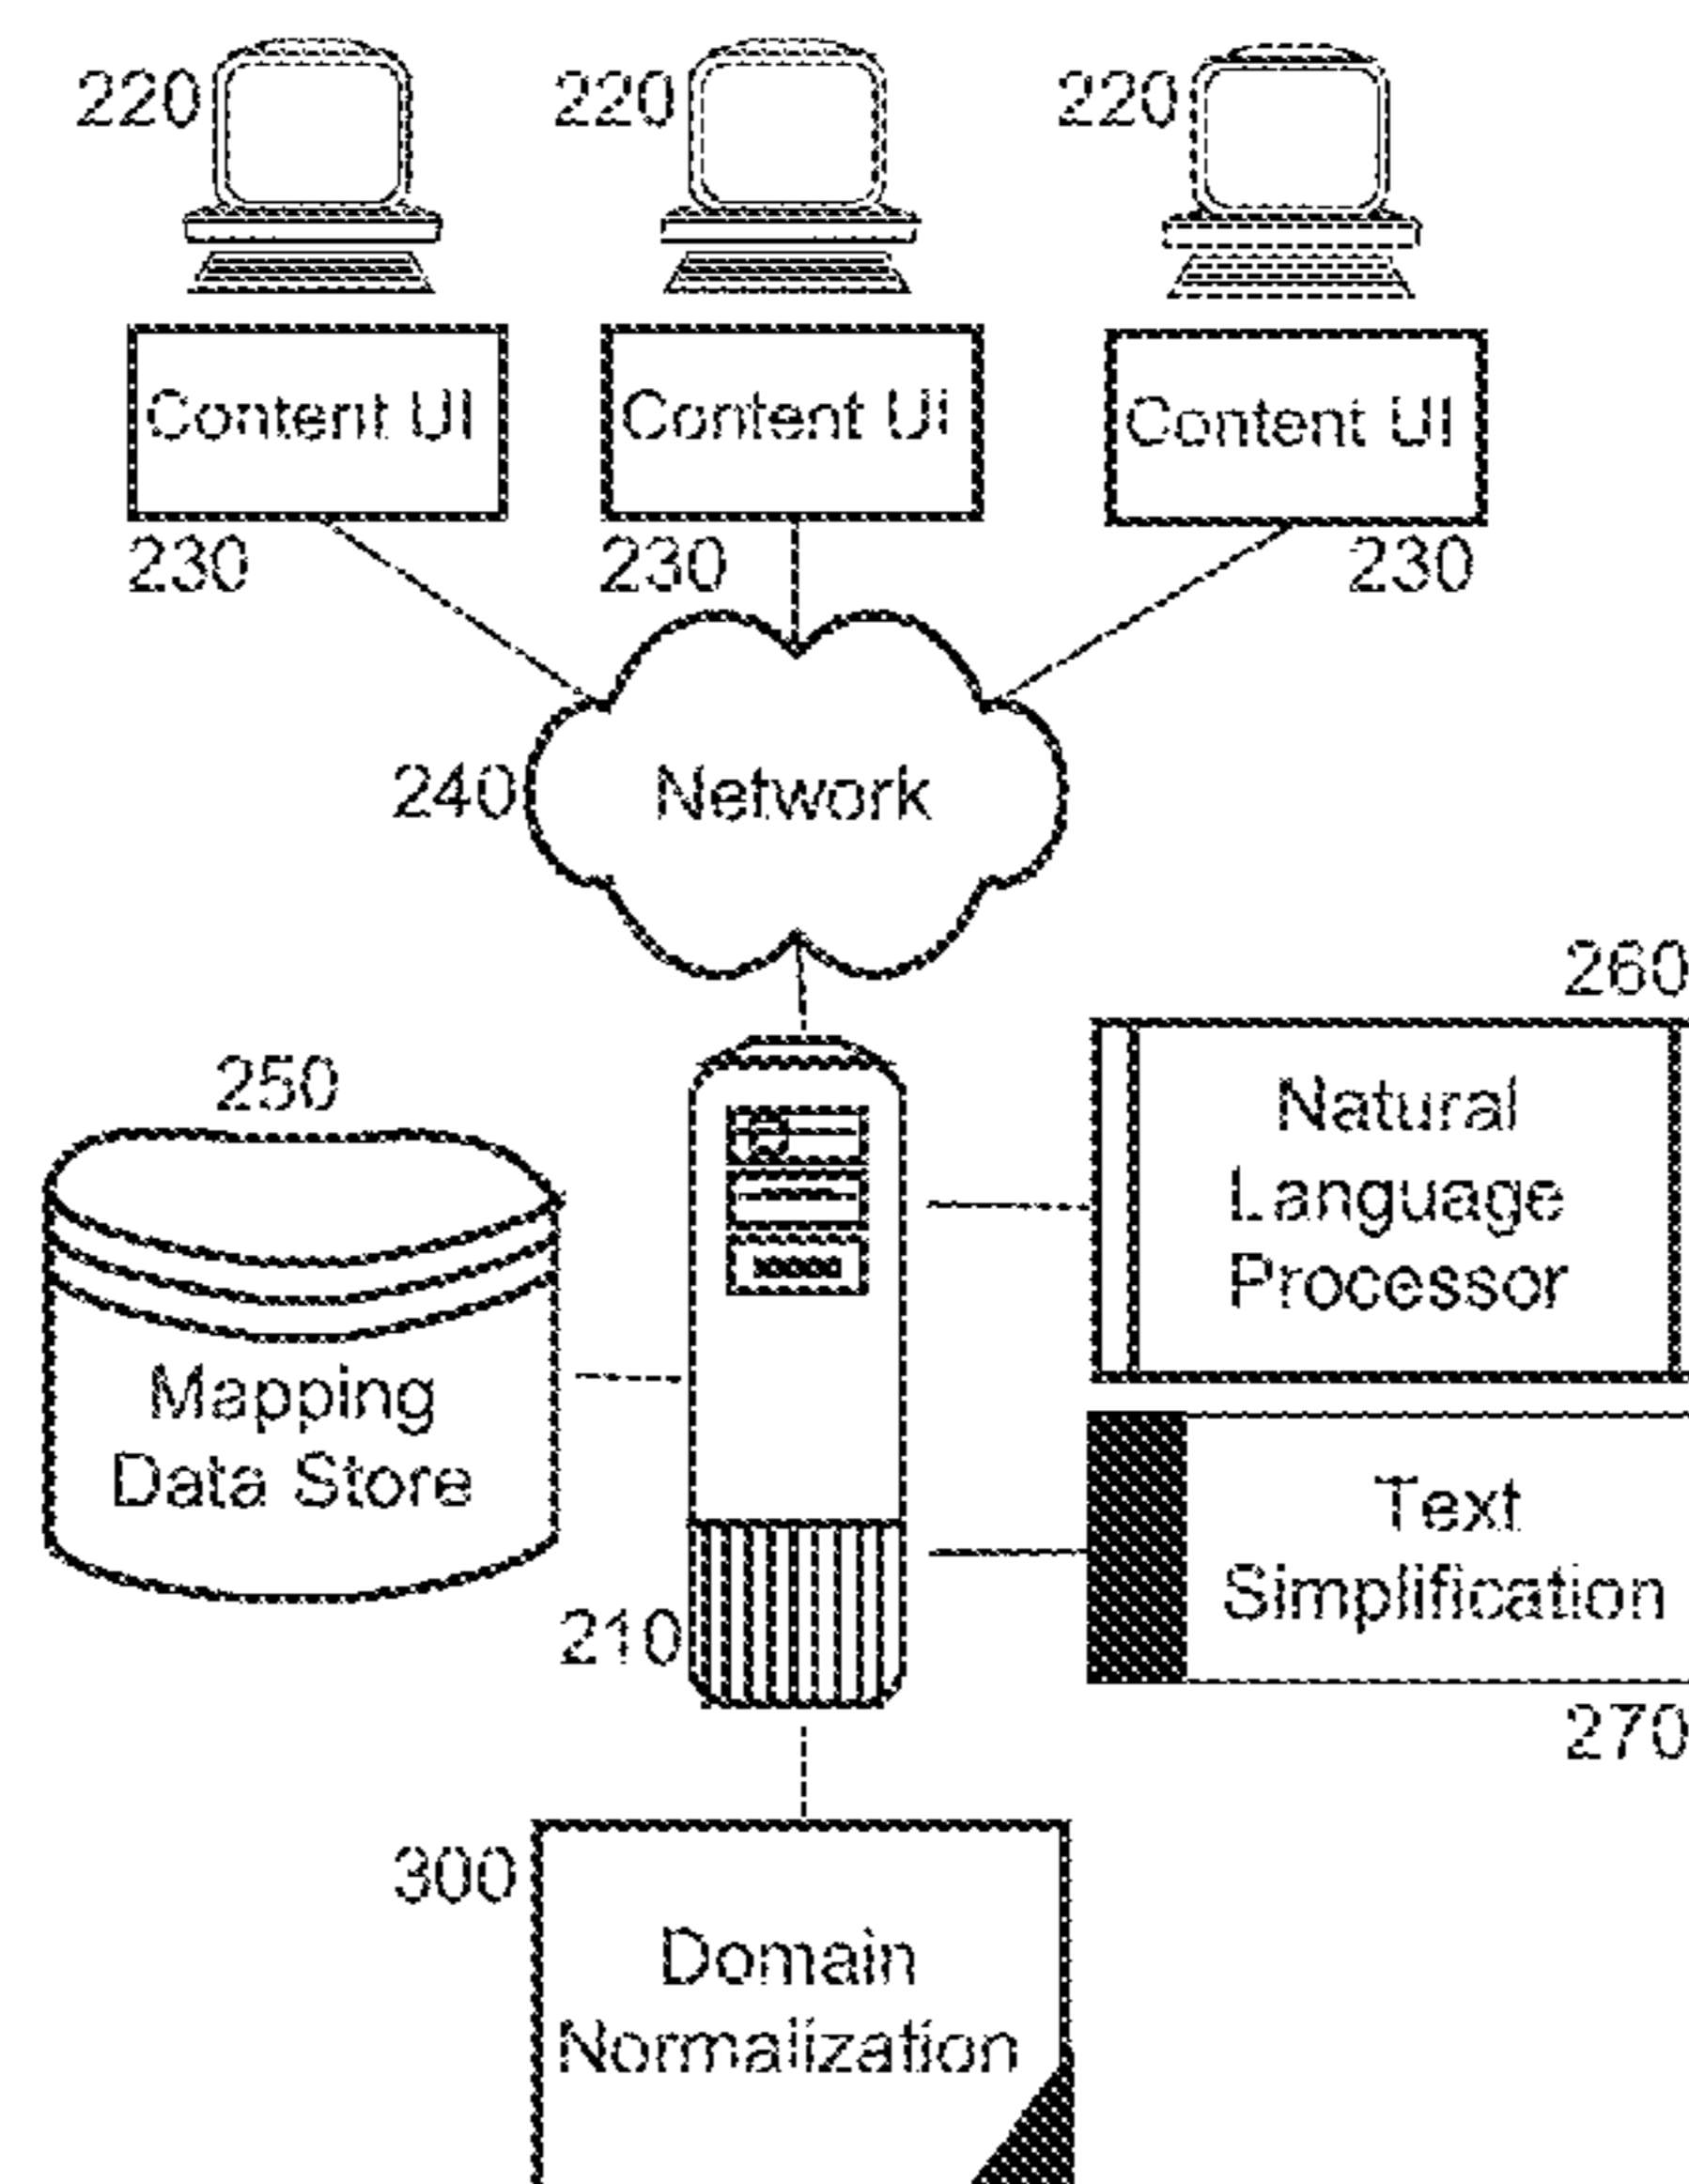 220 220 220
Content UI Content UI Content UI
230 230 230
240 Network
260
250
Natural
Language
Processor
Mapping
Data Store
Text
Simplification
210
270
300
Domain
Normalization